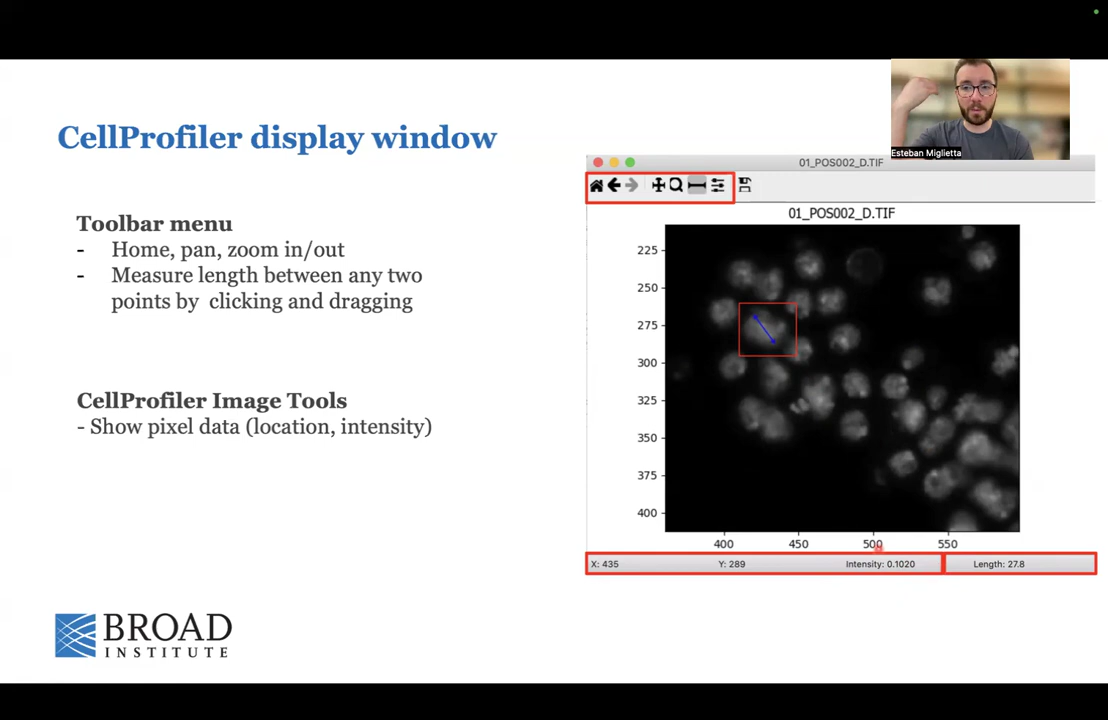 Esteban Miglietta
CellProfiler display window
Toolbar menu
- Home, pan, zoom in/out
- Measure length between any two
points by clicking and dragging
CellProfiler Image Tools
- Show pixel data (location, intensity)
BROAD
INSTITUTE
01_POS002_D.TIF
01_POS002_D.TIF
225
250
275
300
325
350
375
400
400 450 500 550
X: 435 Y: 289 Intensity: 0.1020 Length: 27.8